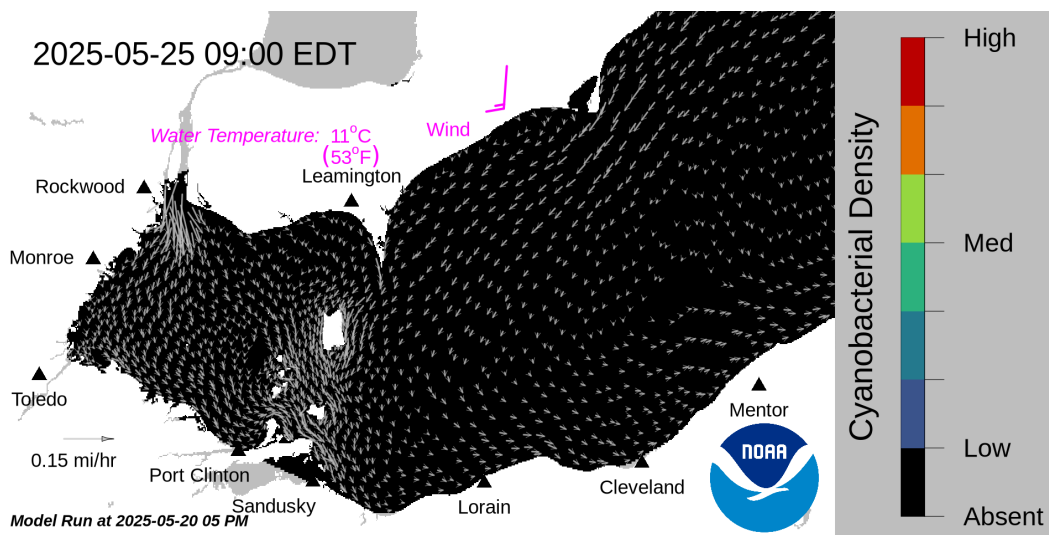 2025-05-25 09:00 EDT
Water Temperature: 11°C
(53°F)
Wind
Leamington
Rockwood
Monroe
Toledo
0.15 mi/hr
Port Clinton
Sandusky
Lorain
Cleveland
Mentor
NOAA
Model Run at 2025-05-20 05 PM
Cyanobacterial Density
High
Med
Low
Absent